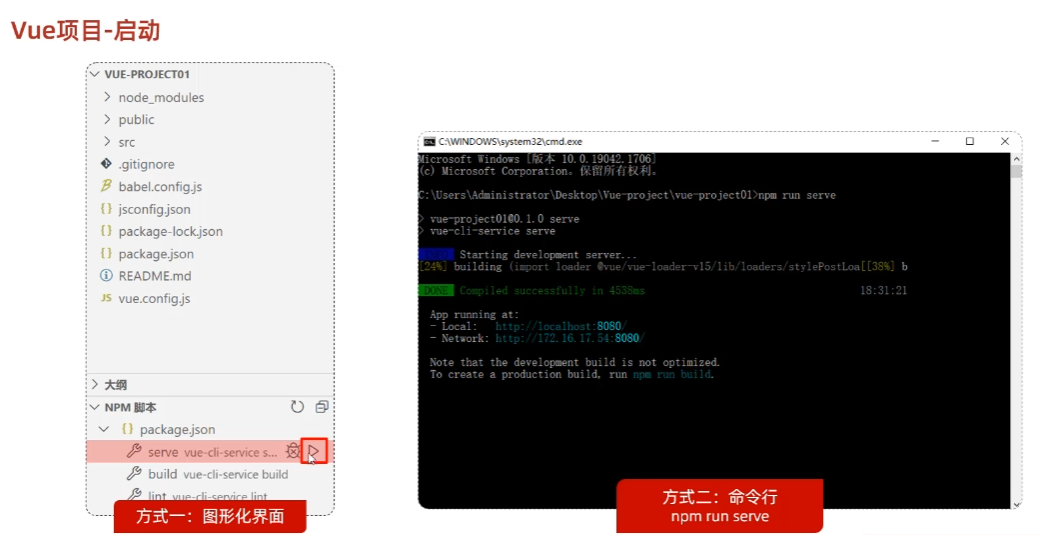 Vue项目-启动
VUE-PROJECT01
node_modules
public
src
.gitignore
babel.config.js
jsconfig.json
package-lock.json
package.json
README.md
JS vue.config.js
大纲
NPM 脚本
package.json
serve vue-cli-service s...
build vue-cli-service build
lint vue-cli-service lint
方式一：图形化界面
C:\WINDOWS\system32\cmd.exe
Microsoft Windows [版本 10.0.19042.1706]
(c) Microsoft Corporation。保留所有权利。
C:\Users\Administrator\Desktop\Vue-project\vue-project01>npm run serve
> vue-project01@0.1.0 serve
> vue-cli-service serve
Starting development server...
[24%] building (import loader @vue/vue-loader-v15/lib/loaders/stylePostLoa[[38%] b
DONE Compiled successfully in 4538ms 18:31:21
App running at:
- Local: http://localhost:8080/
- Network: http://172.16.17.54:8080/
Note that the development build is not optimized.
To create a production build, run npm run build.
方式二：命令行
npm run serve